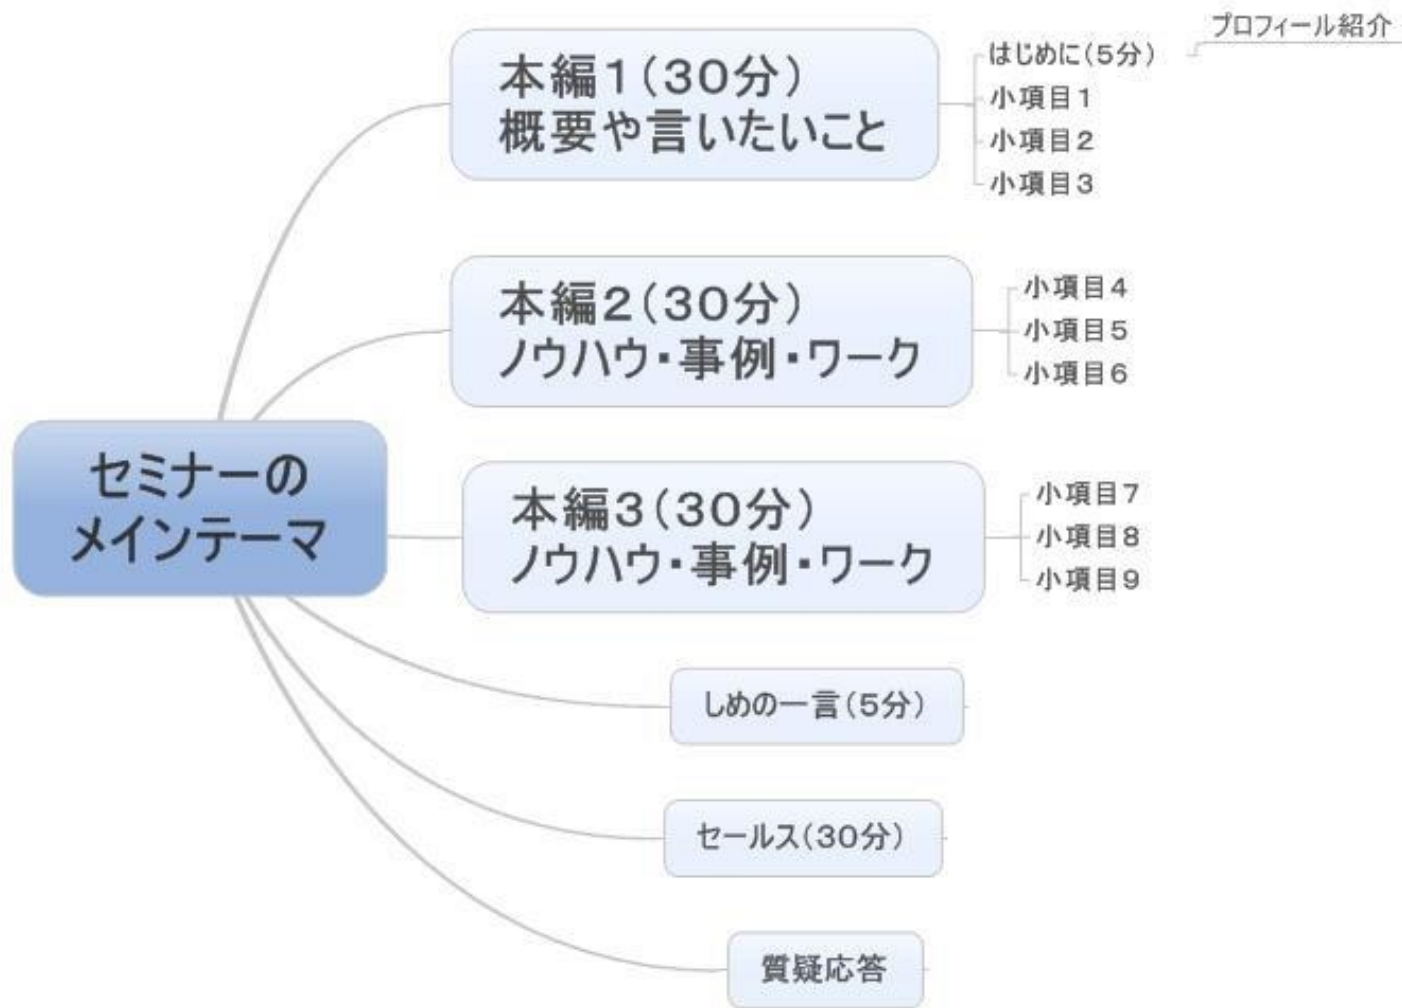 セミナーの
メインテーマ
本編1(30分)
概要や言いたいこと
はじめに(5分)
プロフィール紹介
小項目1
小項目2
小項目3
本編2(30分)
ノウハウ・事例・ワーク
小項目4
小項目5
小項目6
本編3(30分)
ノウハウ・事例・ワーク
小項目7
小項目8
小項目9
しめの一言(5分)
セールス(30分)
質疑応答